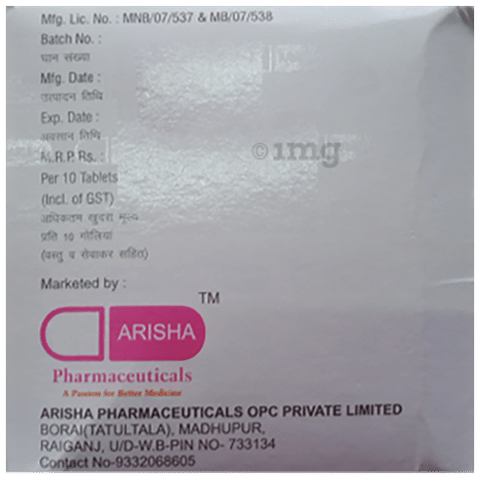 Mfg. Lic. No. : MNB/07/537 & MB/07/538
Batch No. :
घान संख्या
Mfg. Date :
उत्पादन तिथि
Exp. Date :
अवसान तिथि
M.R.P. Rs. :
Per 10 Tablets
(Incl. of GST)
अधिकतम खुदरा मूल्य
प्रति 10 गोलियां
(वस्तु व सेवाकर सहित)
©1mg
Marketed by :
TM
ARISHA
Pharmaceuticals
A Passion for Better Medicine
ARISHA PHARMACEUTICALS OPC PRIVATE LIMITED
BORAI(TATULTALA), MADHUPUR,
RAIGANJ, U/D-W.B-PIN NO- 733134
Contact No-9332068605